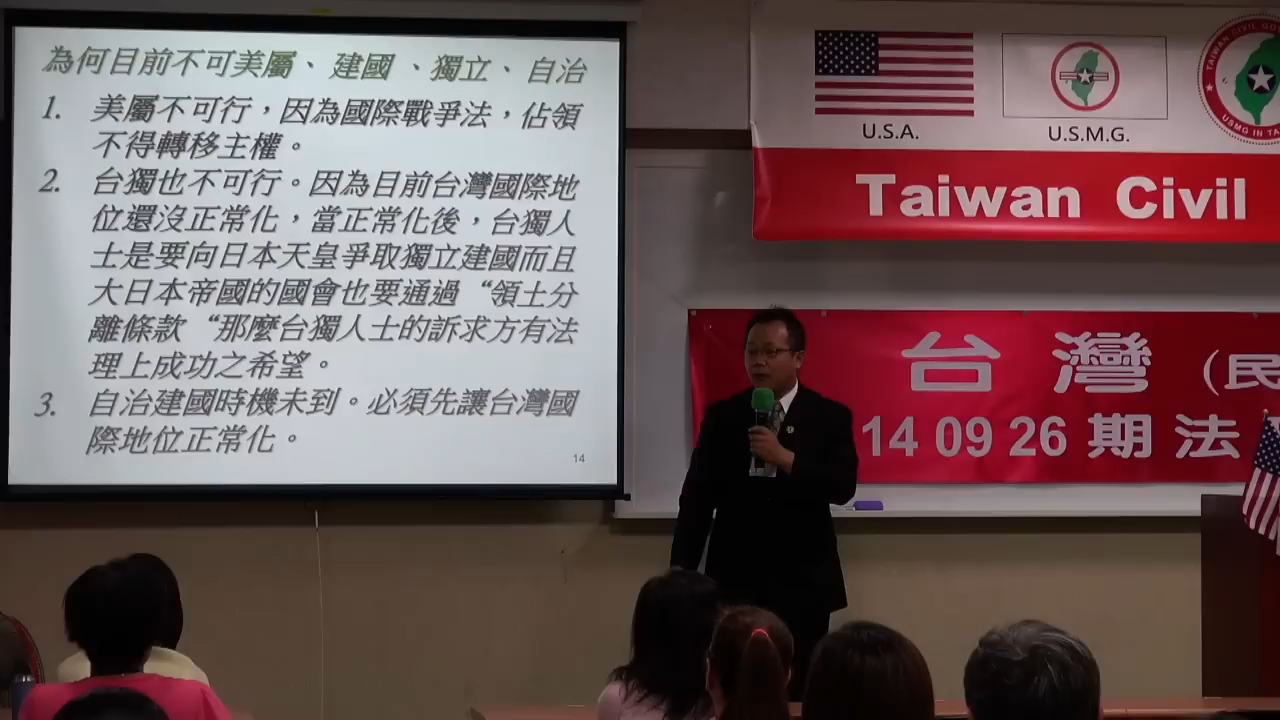 為何目前不可美屬、建國、獨立、自治
1. 美屬不可行，因為國際戰爭法，佔領
不得轉移主權。
2. 台獨也不可行。因為目前台灣國際地
位還沒正常化，當正常化後，台獨人
士是要向日本天皇爭取獨立建國而且
大日本帝國的國會也要通過“領土分
離條款“那麼台獨人士的訴求方有法
理上成功之希望。
3. 自治建國時機未到。必須先讓台灣國
際地位正常化。
14
U.S.A.
U.S.M.G.
TAIWAN CIVIL GO
USMG IN TA
Taiwan Civil
台灣（民
14 09 26 期法